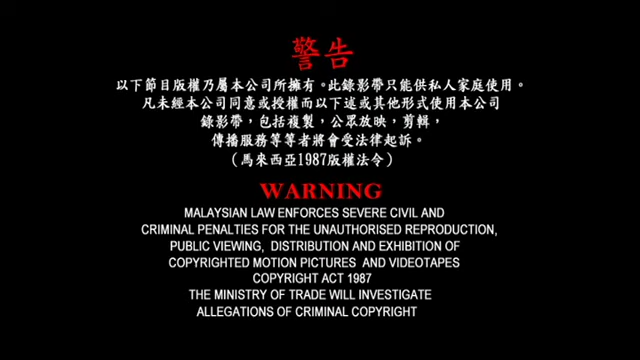 警告
以下節目版權乃屬本公司所擁有。此錄影帶只能供私人家庭使用。
凡未經本公司同意或授權而以下述或其他形式使用本公司
錄影帶，包括複製，公眾放映，剪輯，
傳播服務等等者將會受法律起訴。
（馬來西亞1987版權法令）
WARNING
MALAYSIAN LAW ENFORCES SEVERE CIVIL AND
CRIMINAL PENALTIES FOR THE UNAUTHORISED REPRODUCTION,
PUBLIC VIEWING, DISTRIBUTION AND EXHIBITION OF
COPYRIGHTED MOTION PICTURES AND VIDEOTAPES
COPYRIGHT ACT 1987
THE MINISTRY OF TRADE WILL INVESTIGATE
ALLEGATIONS OF CRIMINAL COPYRIGHT